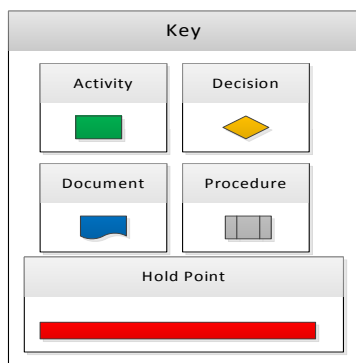 Key
Activity
Decision
Document
Procedure
Hold Point